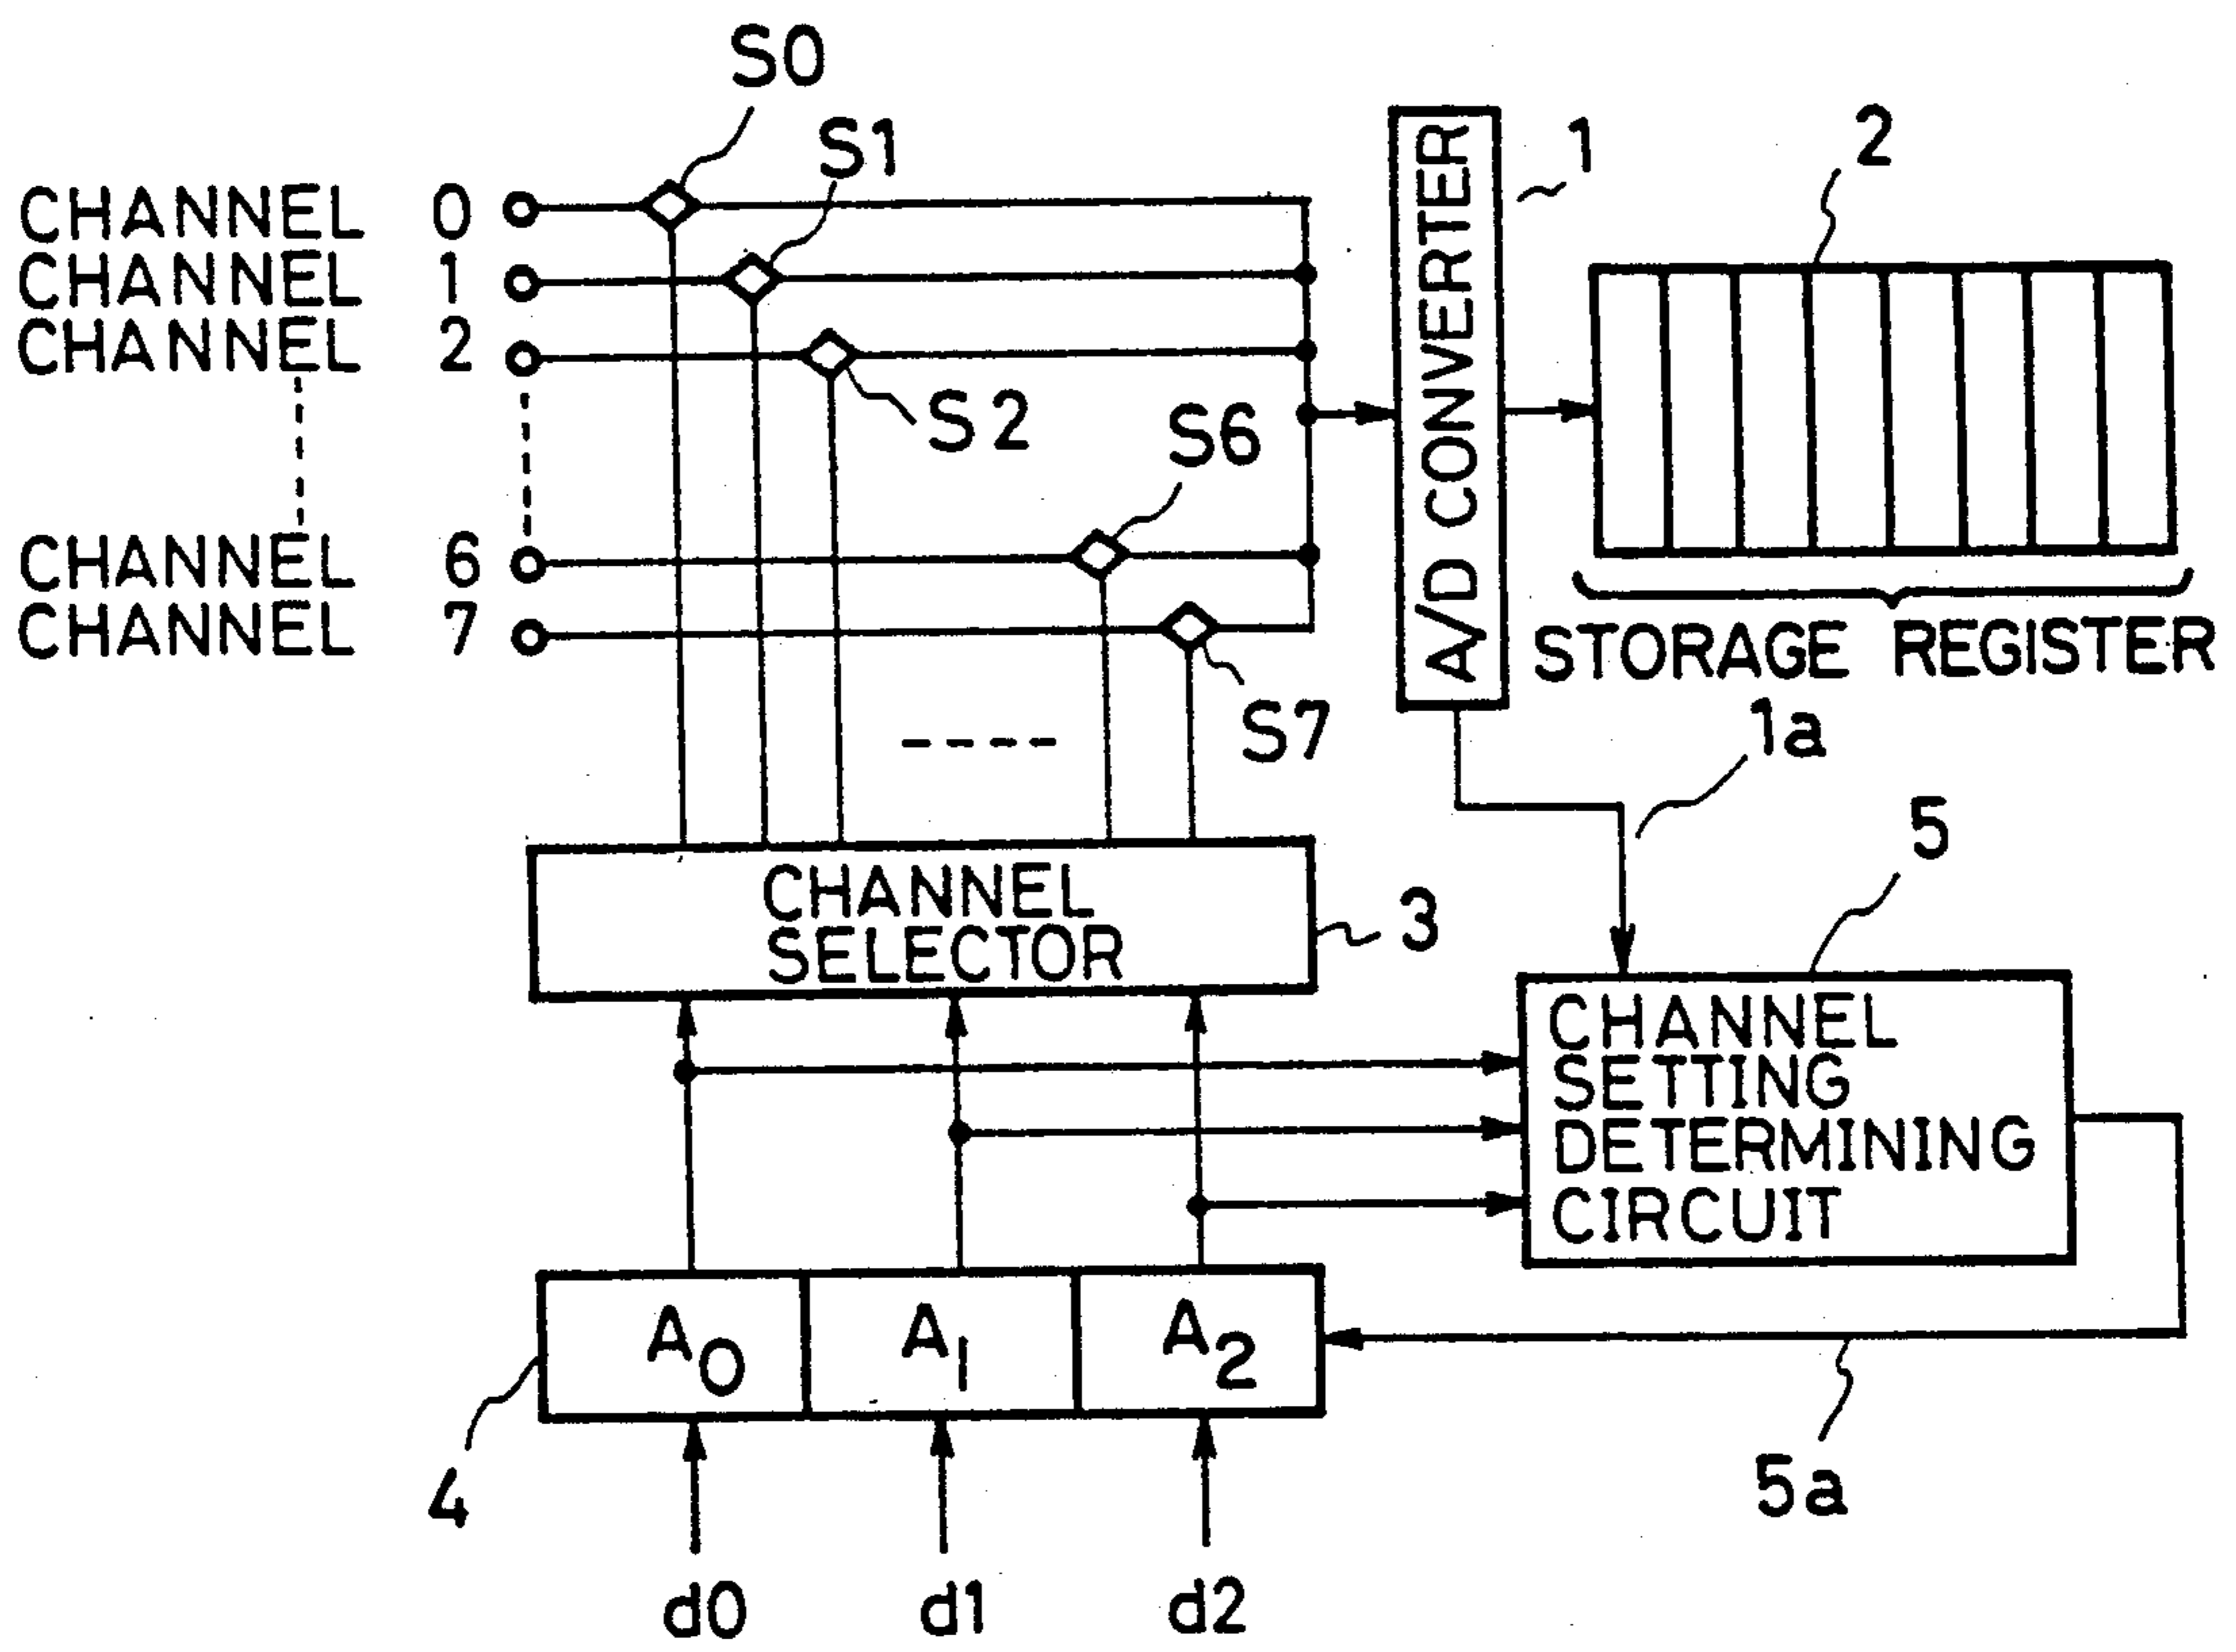 S0
S1
1
2
CHANNEL 0
CHANNEL 1
CHANNEL 2
S2
S6
A/D CONVERTER
CHANNEL 6
CHANNEL 7
STORAGE REGISTER
S7
1a
5
CHANNEL
SELECTOR
3
CHANNEL
SETTING
DETERMINING
CIRCUIT
A0
A1
A2
4
5a
d0
d1
d2